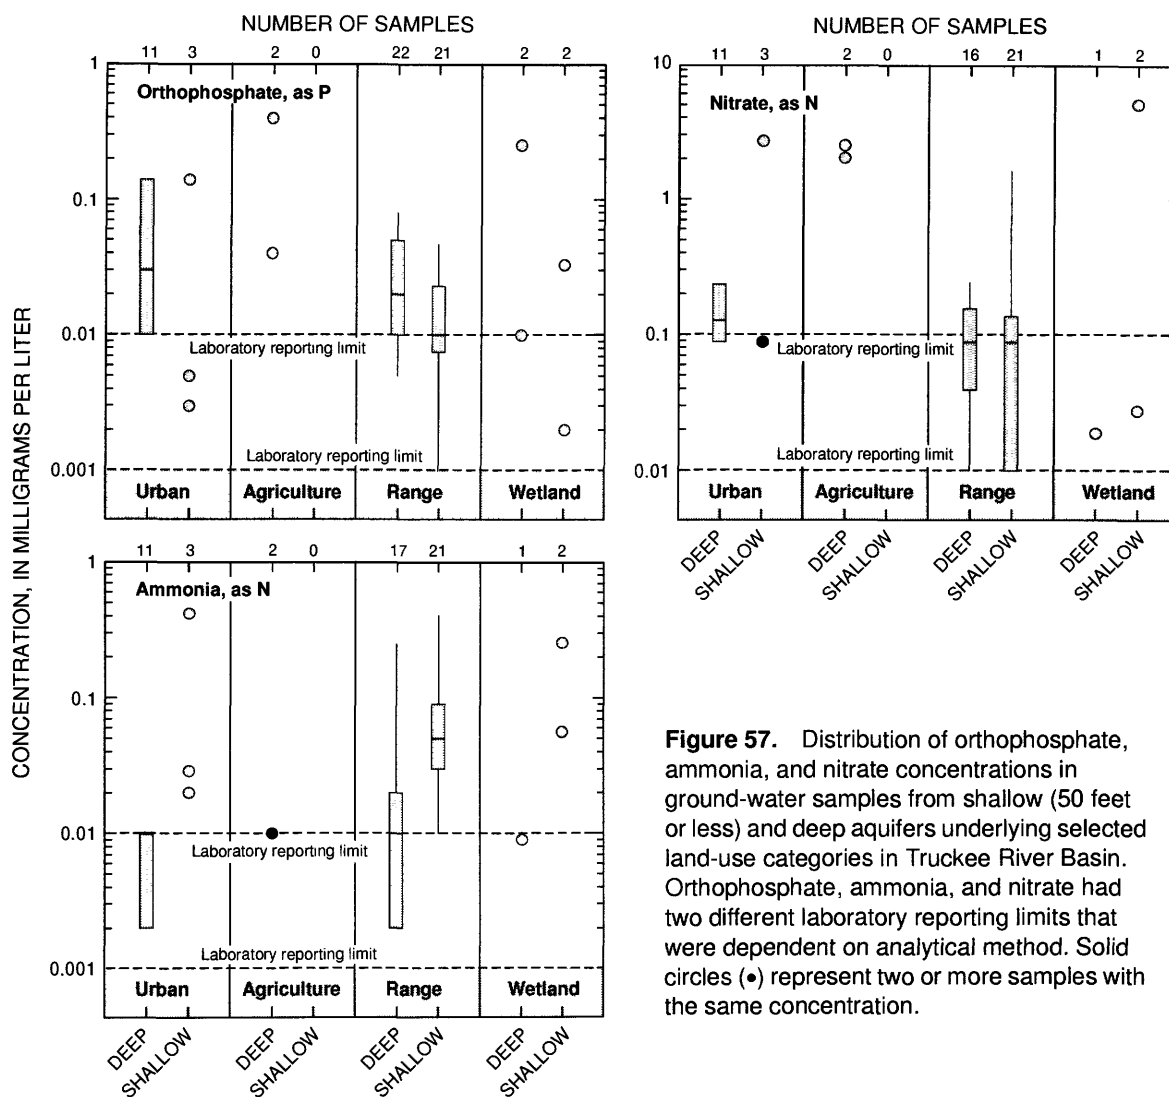 NUMBER OF SAMPLES
11 3 2 0 22 21 2 2
Orthophosphate, as P
1
0.1
0.01
0.001
Laboratory reporting limit
Laboratory reporting limit
Urban Agriculture Range Wetland
NUMBER OF SAMPLES
11 3 2 0 16 21 1 2
Nitrate, as N
10
1
0.1
0.01
Laboratory reporting limit
Laboratory reporting limit
Urban Agriculture Range Wetland
DEEP SHALLOW DEEP SHALLOW DEEP SHALLOW DEEP SHALLOW
CONCENTRATION, IN MILLIGRAMS PER LITER
11 3 2 0 17 21 1 2
Ammonia, as N
1
0.1
0.01
0.001
Laboratory reporting limit
Laboratory reporting limit
Urban Agriculture Range Wetland
DEEP SHALLOW DEEP SHALLOW DEEP SHALLOW DEEP SHALLOW
Figure 57. Distribution of orthophosphate,
ammonia, and nitrate concentrations in
ground-water samples from shallow (50 feet
or less) and deep aquifers underlying selected
land-use categories in Truckee River Basin.
Orthophosphate, ammonia, and nitrate had
two different laboratory reporting limits that
were dependent on analytical method. Solid
circles (•) represent two or more samples with
the same concentration.